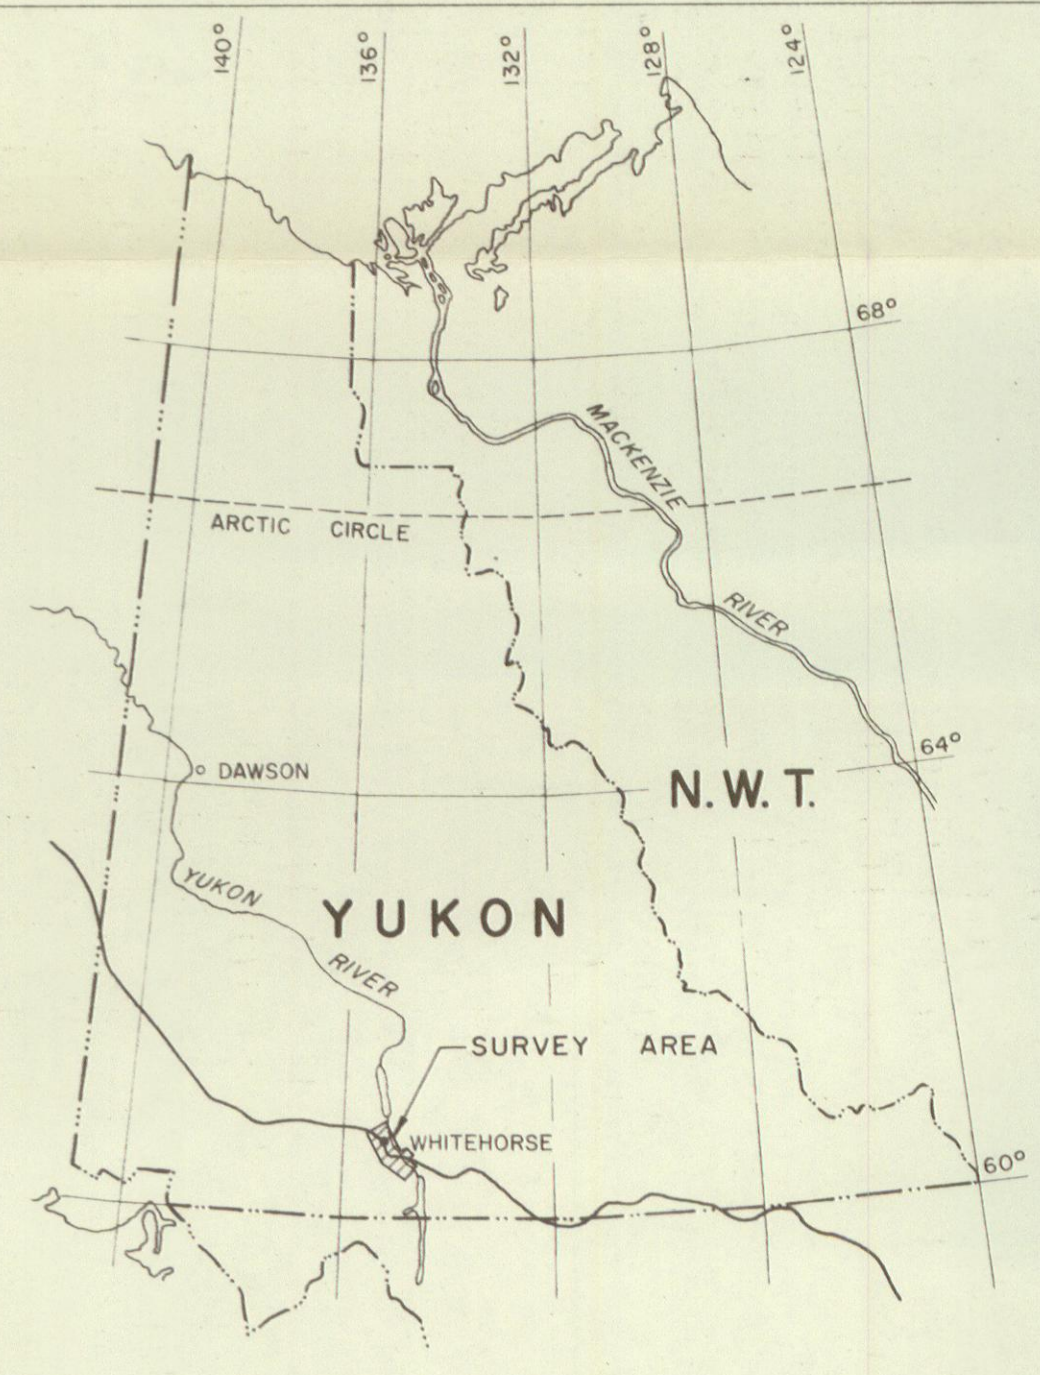 140°
136°
132°
128°
124°
68°
MACKENZIE
ARCTIC CIRCLE
RIVER
64°
DAWSON
N.W.T.
YUKON
YUKON
RIVER
SURVEY AREA
WHITEHORSE
60°